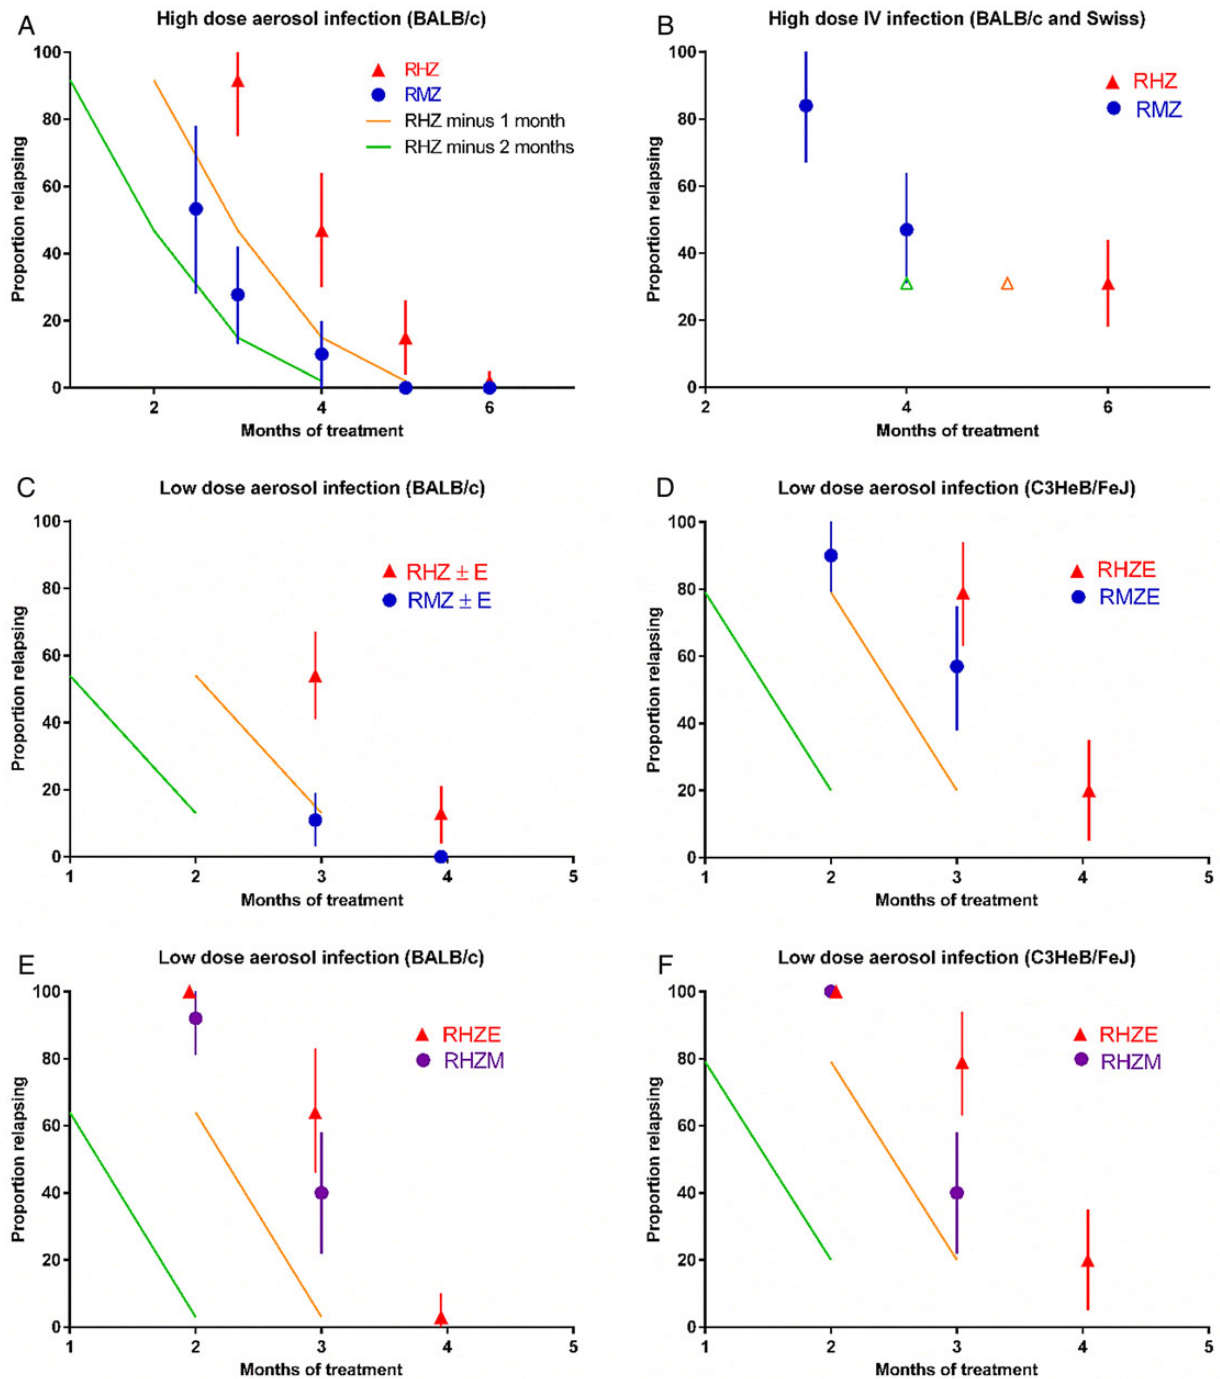 A
High dose aerosol infection (BALB/c)
Proportion relapsing
100
80
60
40
20
0
2
4
6
Months of treatment
RHZ
RMZ
RHZ minus 1 month
RHZ minus 2 months
B
High dose IV infection (BALB/c and Swiss)
Proportion relapsing
100
80
60
40
20
0
2
4
6
Months of treatment
RHZ
RMZ
C
Low dose aerosol infection (BALB/c)
Proportion relapsing
100
80
60
40
20
0
1
2
3
4
5
Months of treatment
RHZ ± E
RMZ ± E
D
Low dose aerosol infection (C3HeB/FeJ)
Proportion relapsing
100
80
60
40
20
0
1
2
3
4
5
Months of treatment
RHZE
RMZE
E
Low dose aerosol infection (BALB/c)
Proportion relapsing
100
80
60
40
20
0
1
2
3
4
5
Months of treatment
RHZE
RHZM
F
Low dose aerosol infection (C3HeB/FeJ)
Proportion relapsing
100
80
60
40
20
0
1
2
3
4
5
Months of treatment
RHZE
RHZM